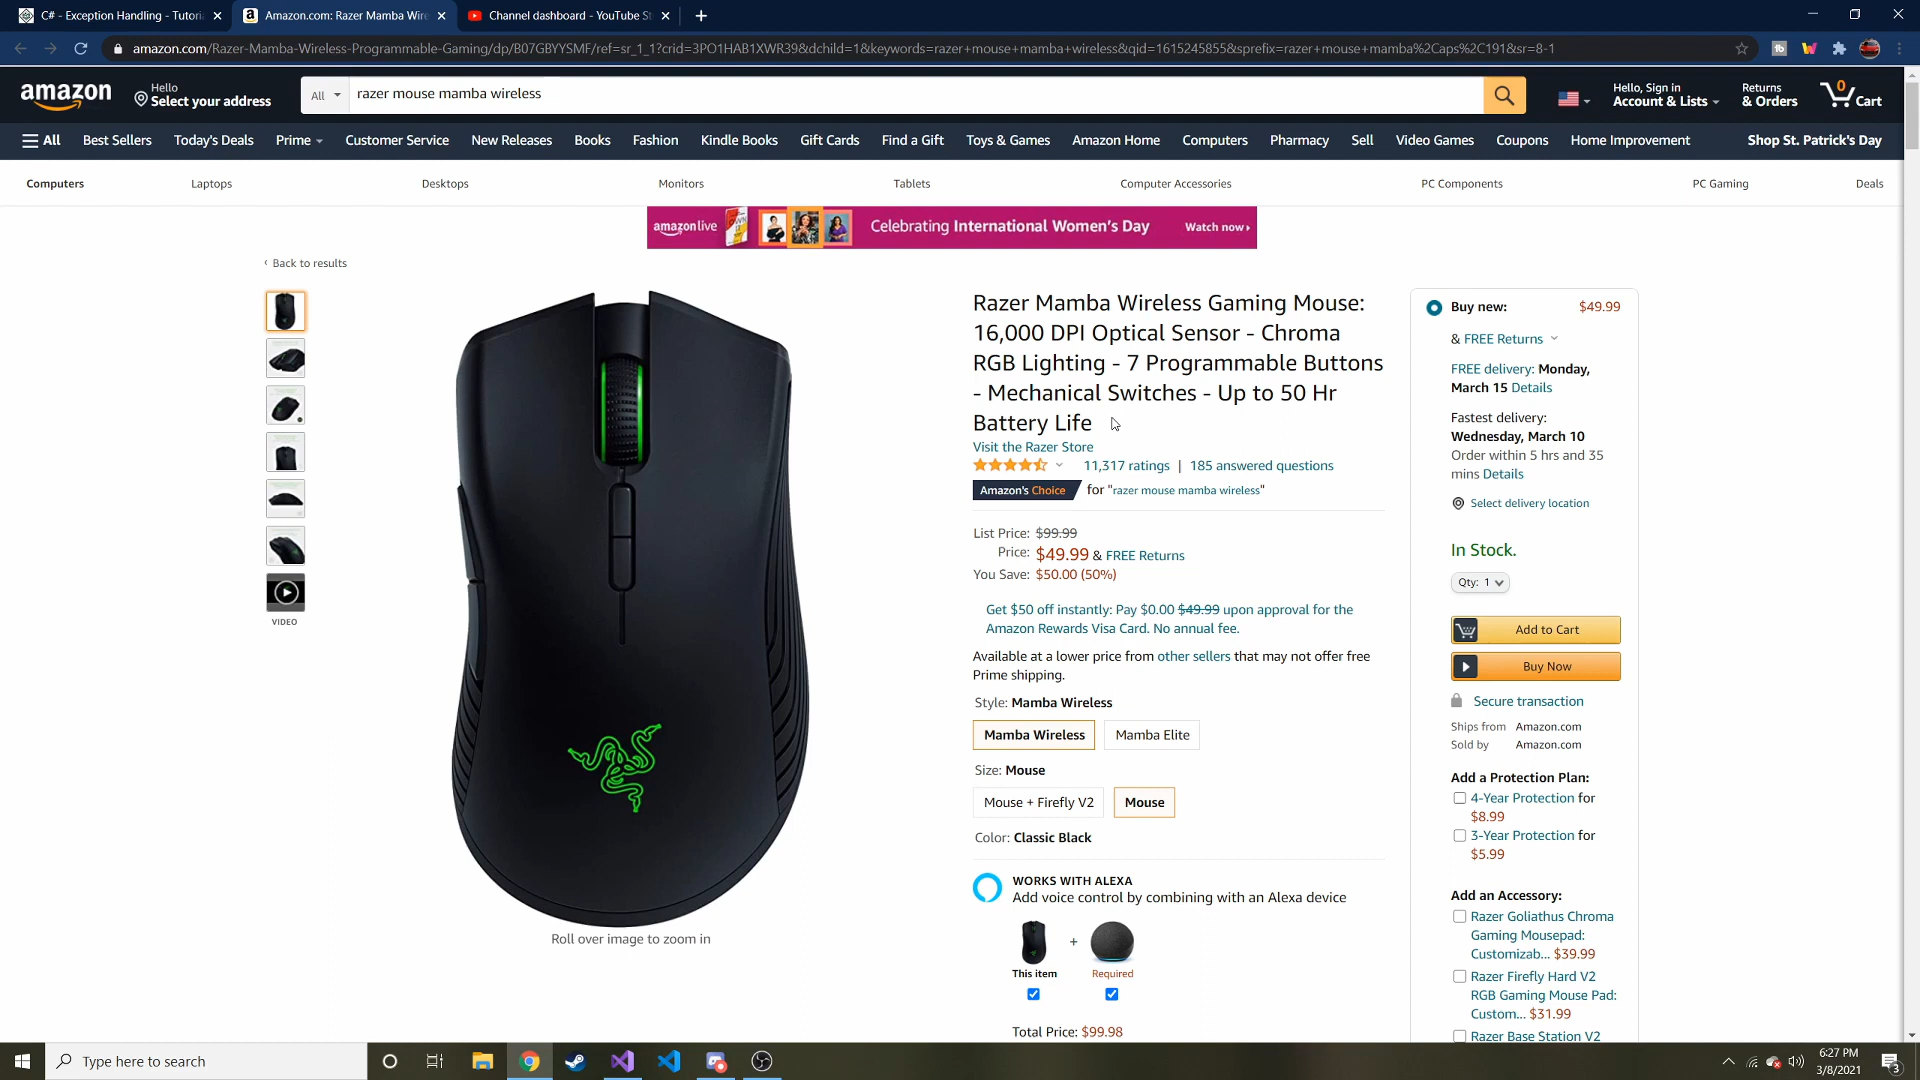 C# - Exception Handling - Tutoria
Amazon.com: Razer Mamba Wire
Channel dashboard - YouTube St
amazon.com/Razer-Mamba-Wireless-Programmable-Gaming/dp/B07GBYYSMF/ref=sr_1_1?crid=3PO1HAB1XWR39&dchild=1&keywords=razer+mouse+mamba+wireless&qid=1615245855&sprefix=razer+mouse+mamba%2Caps%2C191&sr=8-1
amazon
Hello
Select your address
All
razer mouse mamba wireless
Hello, Sign in
Account & Lists
Returns
& Orders
0
Cart
All
Best Sellers
Today's Deals
Prime
Customer Service
New Releases
Books
Fashion
Kindle Books
Gift Cards
Find a Gift
Toys & Games
Amazon Home
Computers
Pharmacy
Sell
Video Games
Coupons
Home Improvement
Shop St. Patrick's Day
Computers
Laptops
Desktops
Monitors
Tablets
Computer Accessories
PC Components
PC Gaming
Deals
amazonlive
Celebrating International Women's Day
Watch now ›
‹ Back to results
VIDEO
Roll over image to zoom in
Razer Mamba Wireless Gaming Mouse:
16,000 DPI Optical Sensor - Chroma
RGB Lighting - 7 Programmable Buttons
- Mechanical Switches - Up to 50 Hr
Battery Life
Visit the Razer Store
11,317 ratings | 185 answered questions
Amazon's Choice for "razer mouse mamba wireless"
List Price: $99.99
Price: $49.99 & FREE Returns
You Save: $50.00 (50%)
Get $50 off instantly: Pay $0.00 $49.99 upon approval for the
Amazon Rewards Visa Card. No annual fee.
Available at a lower price from other sellers that may not offer free
Prime shipping.
Style: Mamba Wireless
Mamba Wireless
Mamba Elite
Size: Mouse
Mouse + Firefly V2
Mouse
Color: Classic Black
WORKS WITH ALEXA
Add voice control by combining with an Alexa device
+
This item
Required
Total Price: $99.98
Buy new: $49.99
& FREE Returns
FREE delivery: Monday,
March 15 Details
Fastest delivery:
Wednesday, March 10
Order within 5 hrs and 35
mins Details
Select delivery location
In Stock.
Qty: 1
Add to Cart
Buy Now
Secure transaction
Ships from Amazon.com
Sold by Amazon.com
Add a Protection Plan:
4-Year Protection for
$8.99
3-Year Protection for
$5.99
Add an Accessory:
Razer Goliathus Chroma
Gaming Mousepad:
Customizab... $39.99
Razer Firefly Hard V2
RGB Gaming Mouse Pad:
Custom... $31.99
Razer Base Station V2
Type here to search
6:27 PM
3/8/2021
3